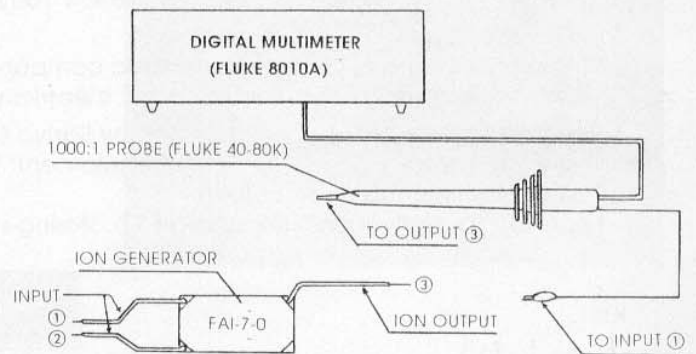 DIGITAL MULTIMETER
(FLUKE 8010A)
1000:1 PROBE (FLUKE 40-80K)
TO OUTPUT ③
ION GENERATOR
INPUT
①
②
FAI-7-0
③
ION OUTPUT
TO INPUT ①